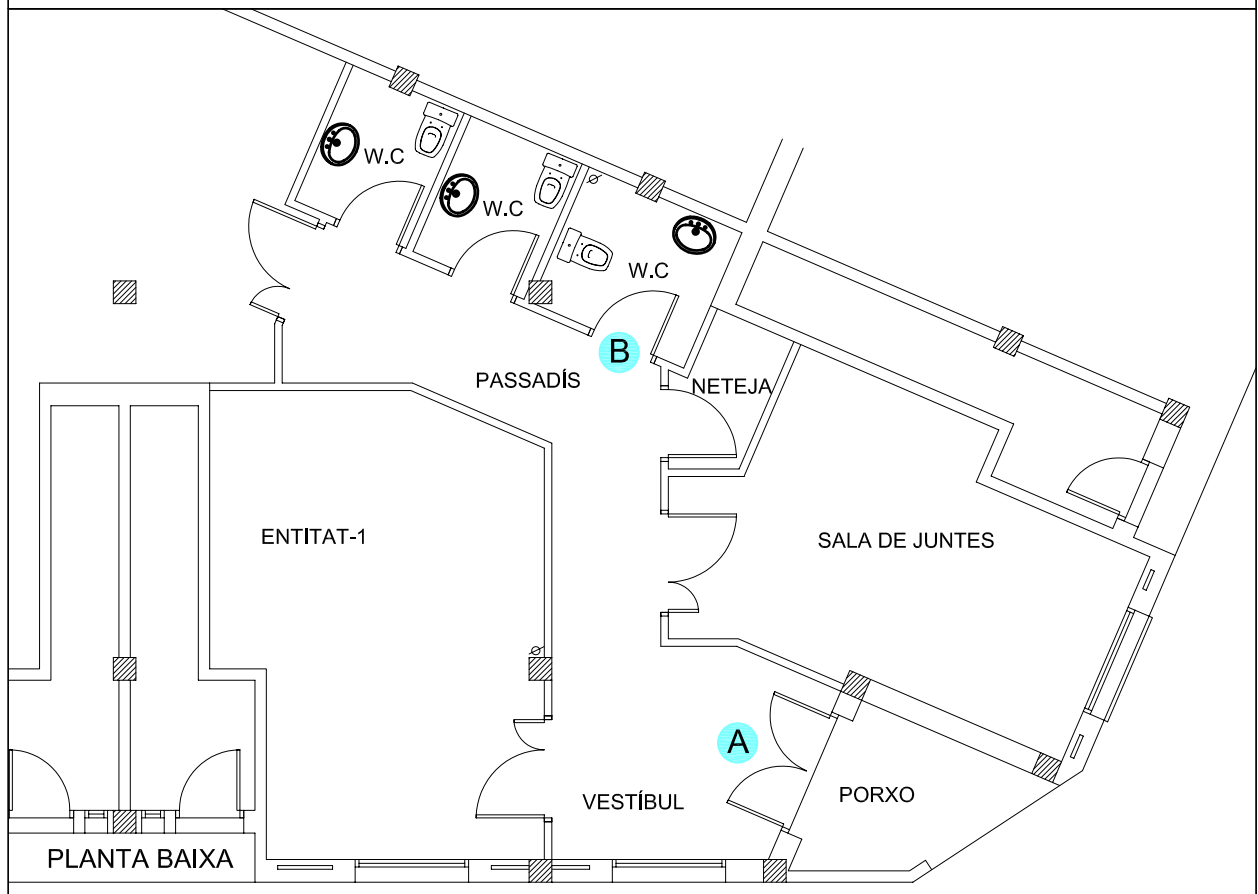 W.C
W.C
W.C
B
PASSADÍS
NETEJA
ENTITAT-1
SALA DE JUNTES
A
VESTÍBUL
PORXO
PLANTA BAIXA